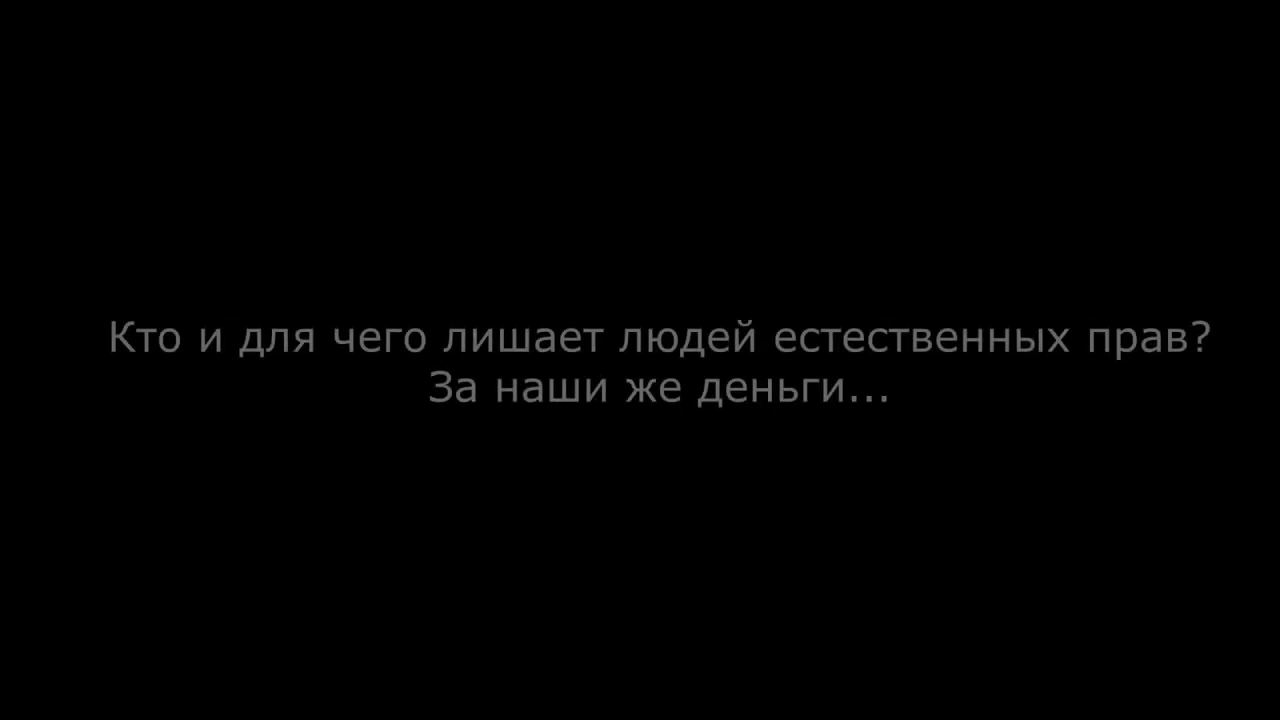 Кто и для чего лишает людей естественных прав?
За наши же деньги...